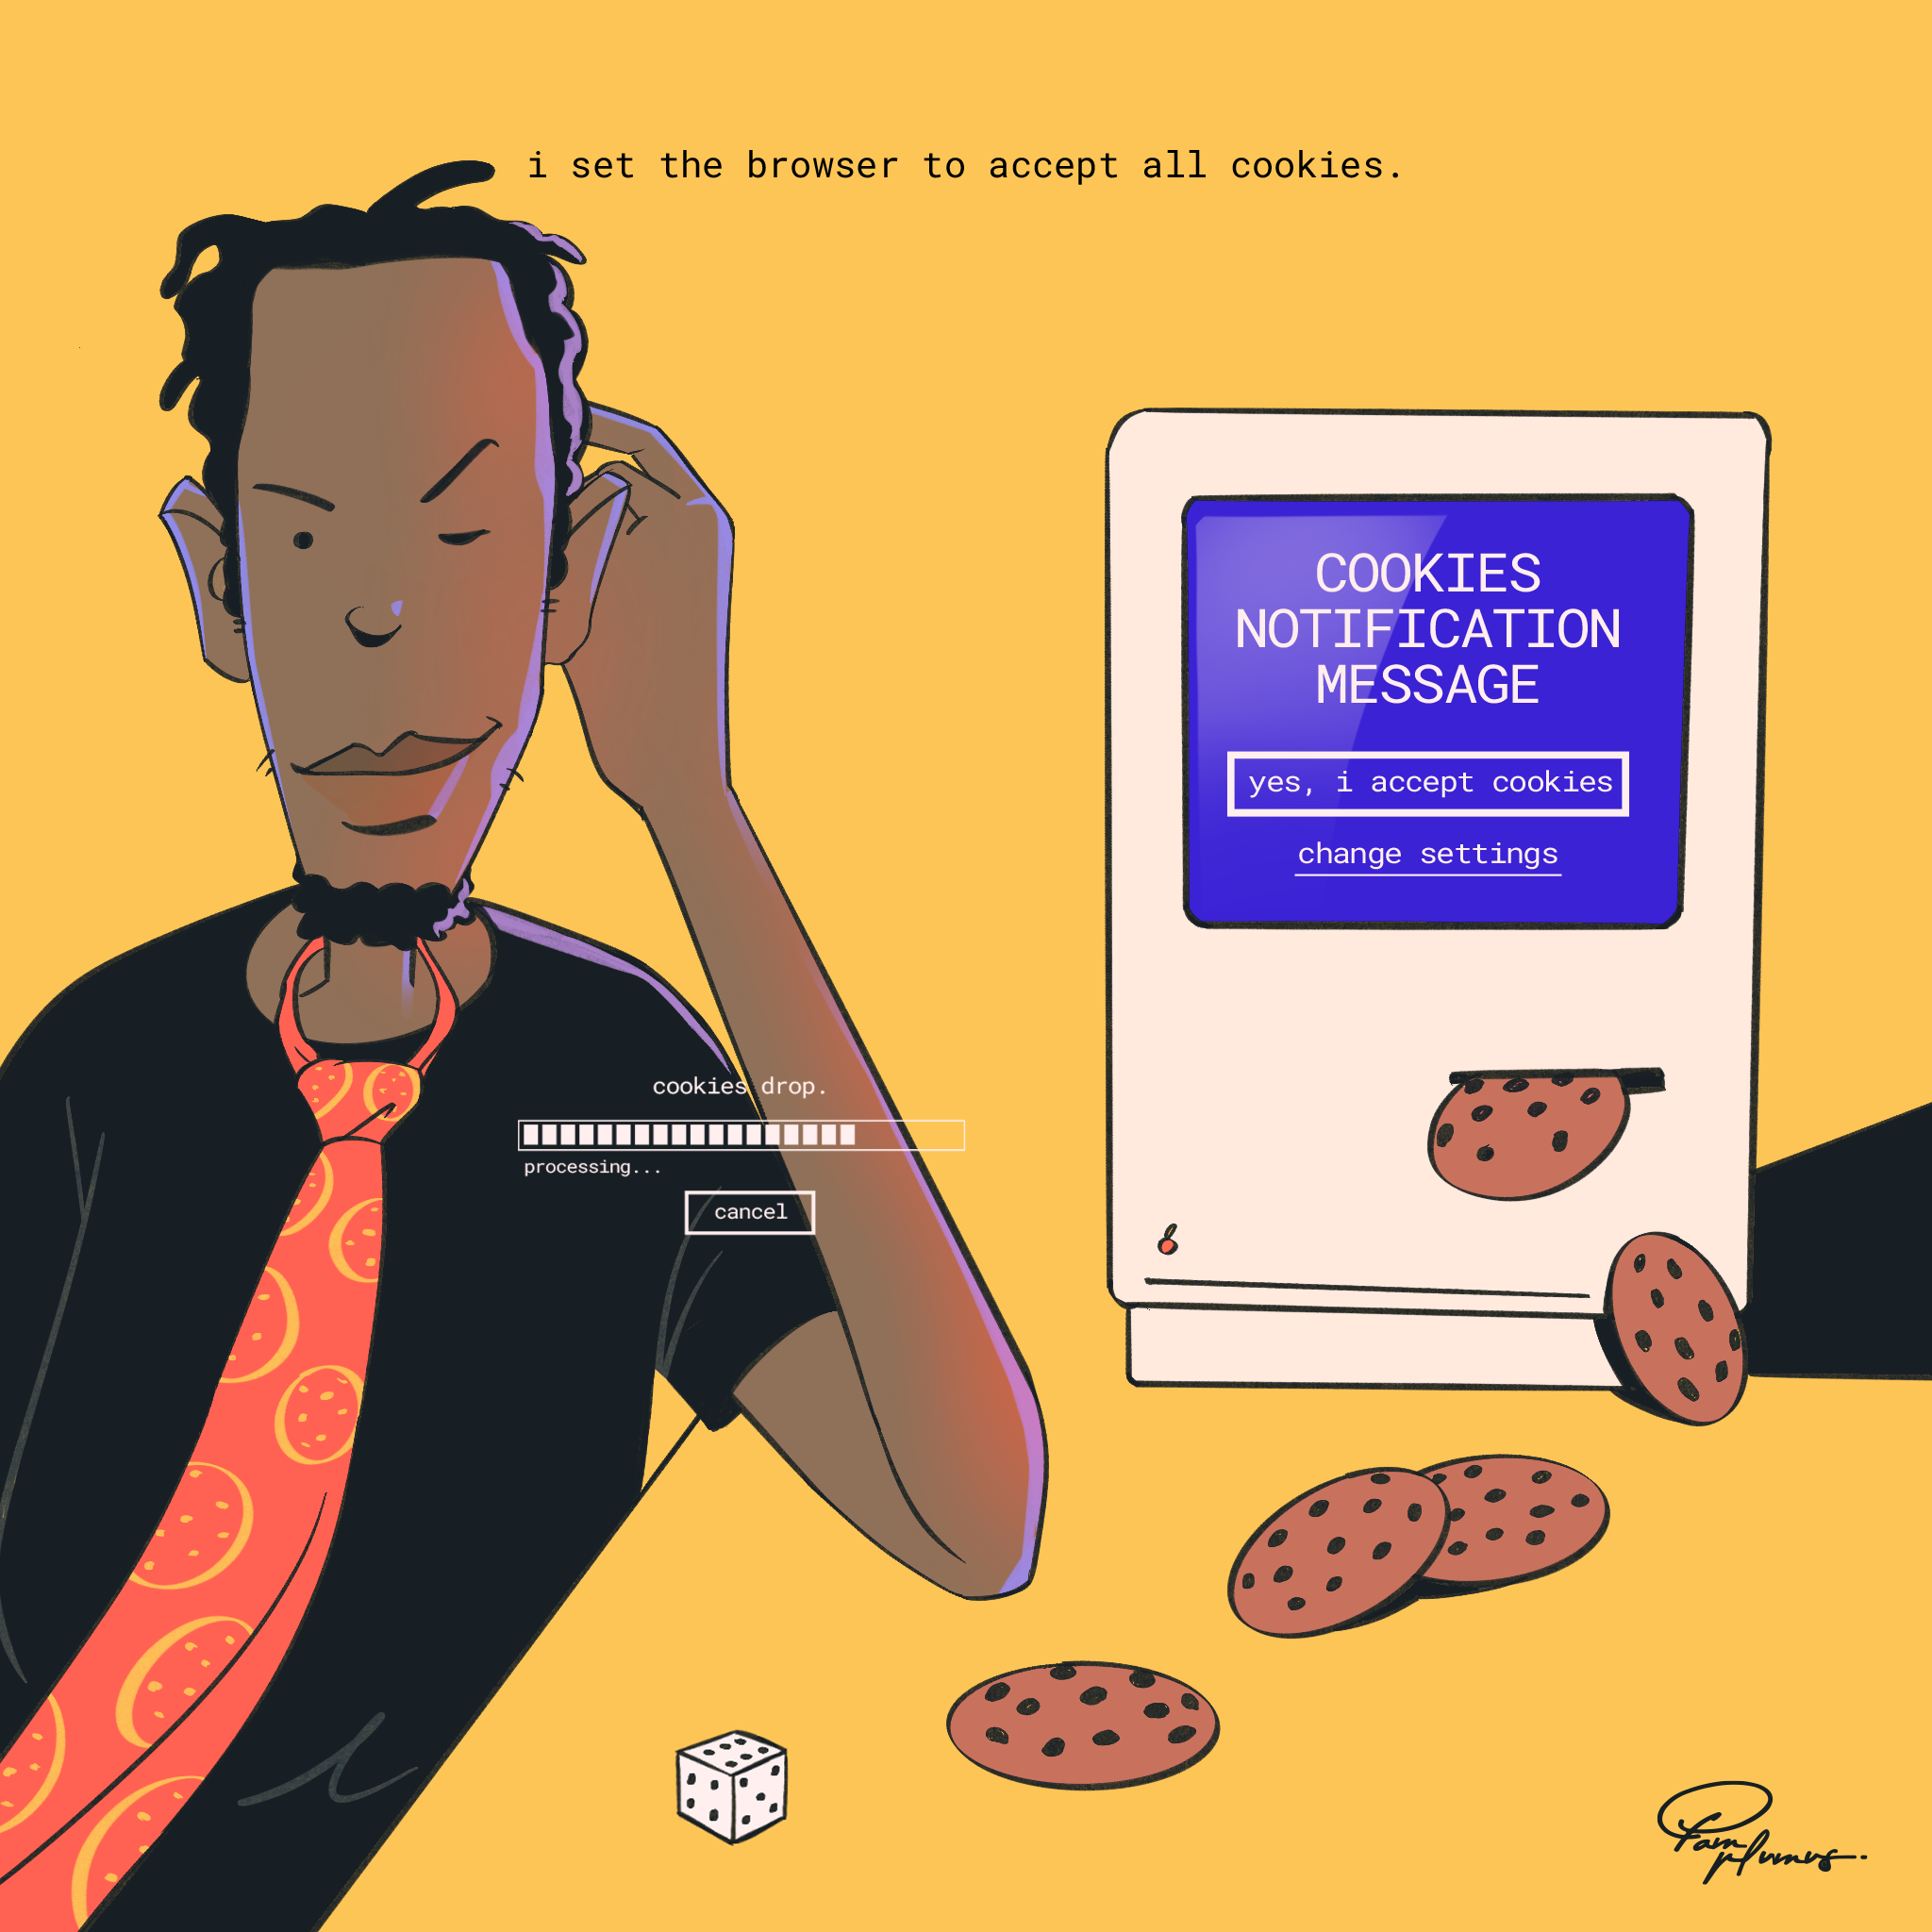 i set the browser to accept all cookies.
COOKIES
NOTIFICATION
MESSAGE
yes, i accept cookies
change settings
cookies drop.
processing...
cancel